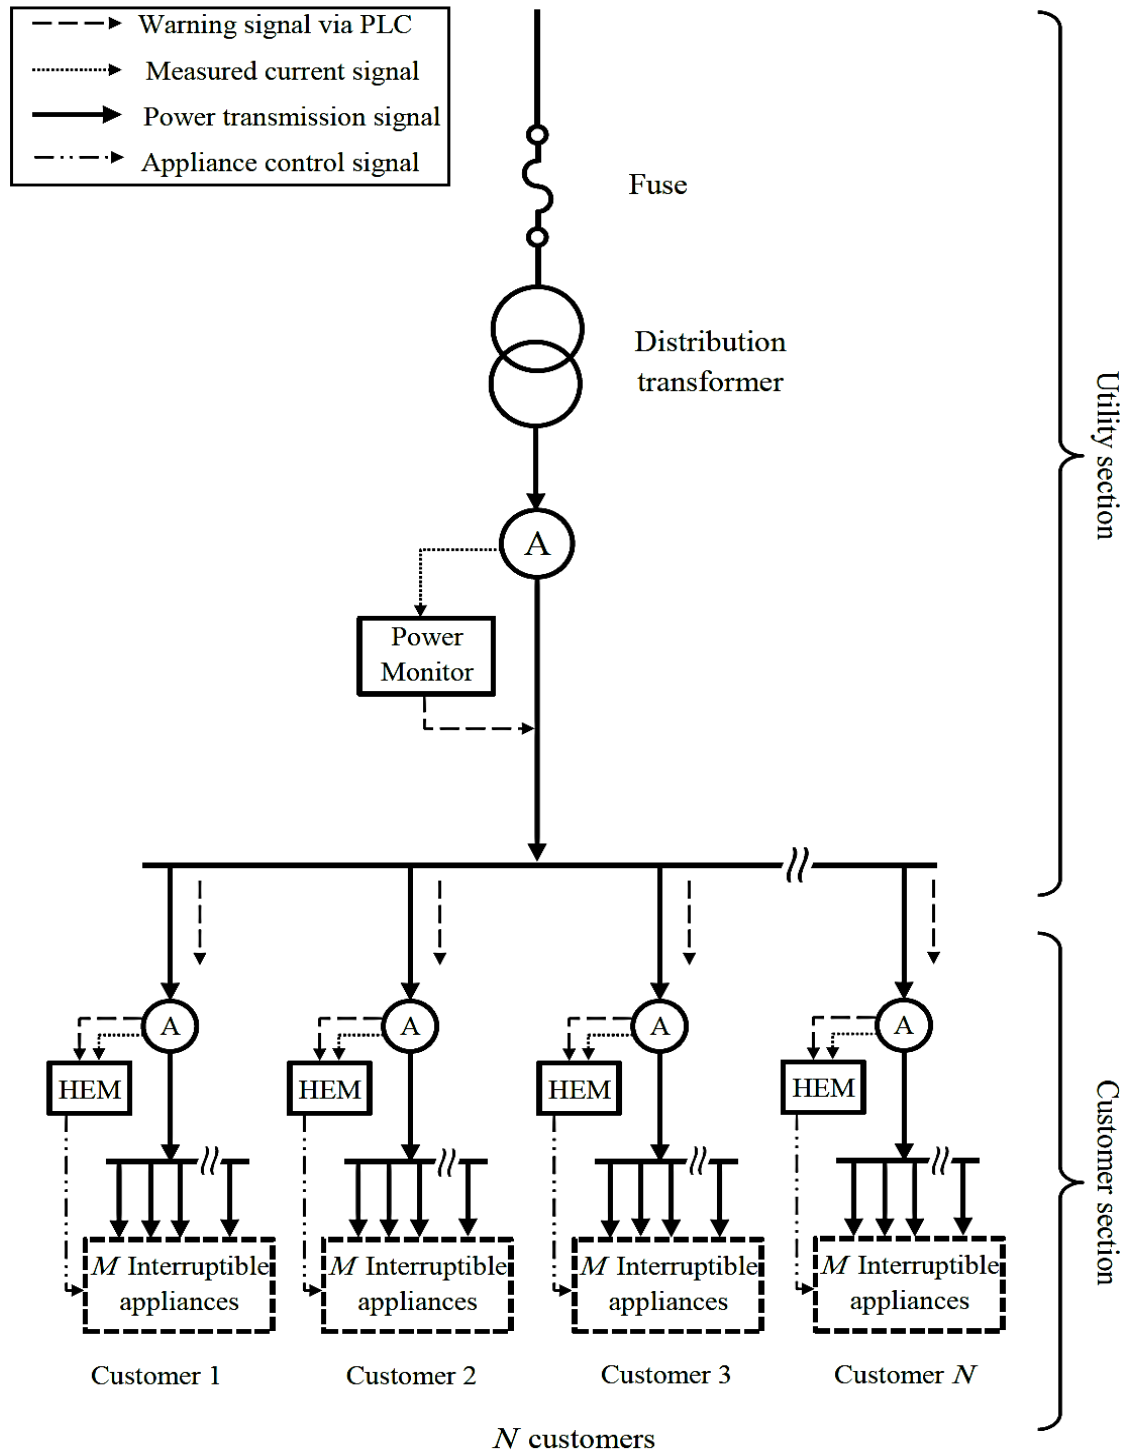 Warning signal via PLC
Measured current signal
Power transmission signal
Appliance control signal
Fuse
Distribution
transformer
Utility section
A
Power
Monitor
A
A
A
A
HEM
HEM
HEM
HEM
Customer section
M Interruptible
appliances
M Interruptible
appliances
M Interruptible
appliances
M Interruptible
appliances
Customer 1
Customer 2
Customer 3
Customer N
N customers